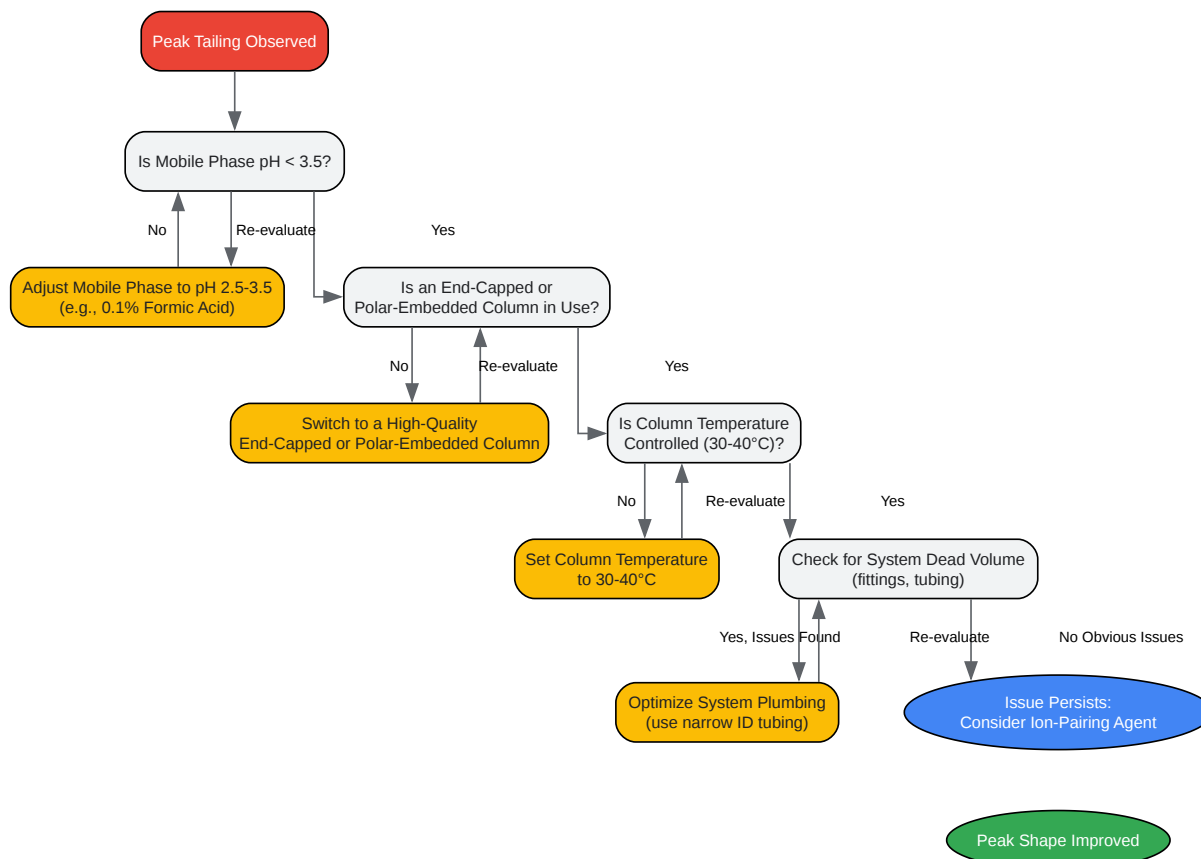 Peak Tailing Observed
Is Mobile Phase pH < 3.5?
No
Re-evaluate
Yes
Adjust Mobile Phase to pH 2.5-3.5
(e.g., 0.1% Formic Acid)
Is an End-Capped or
Polar-Embedded Column in Use?
No
Re-evaluate
Yes
Switch to a High-Quality
End-Capped or Polar-Embedded Column
Is Column Temperature
Controlled (30-40°C)?
No
Re-evaluate
Yes
Set Column Temperature
to 30-40°C
Check for System Dead Volume
(fittings, tubing)
Yes, Issues Found
Re-evaluate
No Obvious Issues
Optimize System Plumbing
(use narrow ID tubing)
Issue Persists:
Consider Ion-Pairing Agent
Peak Shape Improved